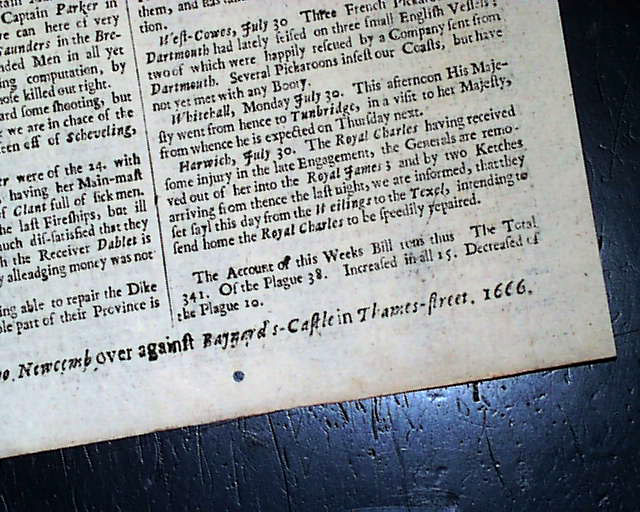 Captain Parker in
re can here of very
Saunders in the Bre-
nded Men in all yet
ng computation, by
hose killed out right.
ard some shooting, but
we are in chace of the
een off of Scheveling,
er were of the 24. with
having her Main-mast
of Clant full of sick men.
he last Fireships, but ill
uch dis-satisfied that they
h the Receiver Dablet is
y alleadging money was not
ing able to repair the Dike
ble part of their Province is
them, and
tion.
West-Cowes, July 30 Three French Pickaroons
Dartmouth had lately seised on three small English Vessels;
two of which were happily rescued by a Company sent from
Dartmouth. Several Pickaroons infest our Coasts, but have
not yet met with any Booty.
Whitehall, Monday July 30. This afternoon His Maje-
sty went from hence to Tunbridge, in a visit to her Majesty,
from whence he is expected on Thursday next.
Harwich, July 30. The Royal Charles having received
some injury in the late Engagement, the Generals are remo-
ved out of her into the Royal James; and by two Ketches
arriving from thence the last night, we are informed, that they
set sayl this day from the Weilings to the Texel, intending to
send home the Royal Charles to be speedily repaired.
The Account of this Weeks Bill runs thus The Total
341. Of the Plague 38. Increased in all 15. Decreased of
the Plague 10.
o. Newcomb over against Baynard's-Castle in Thames-street. 1666.